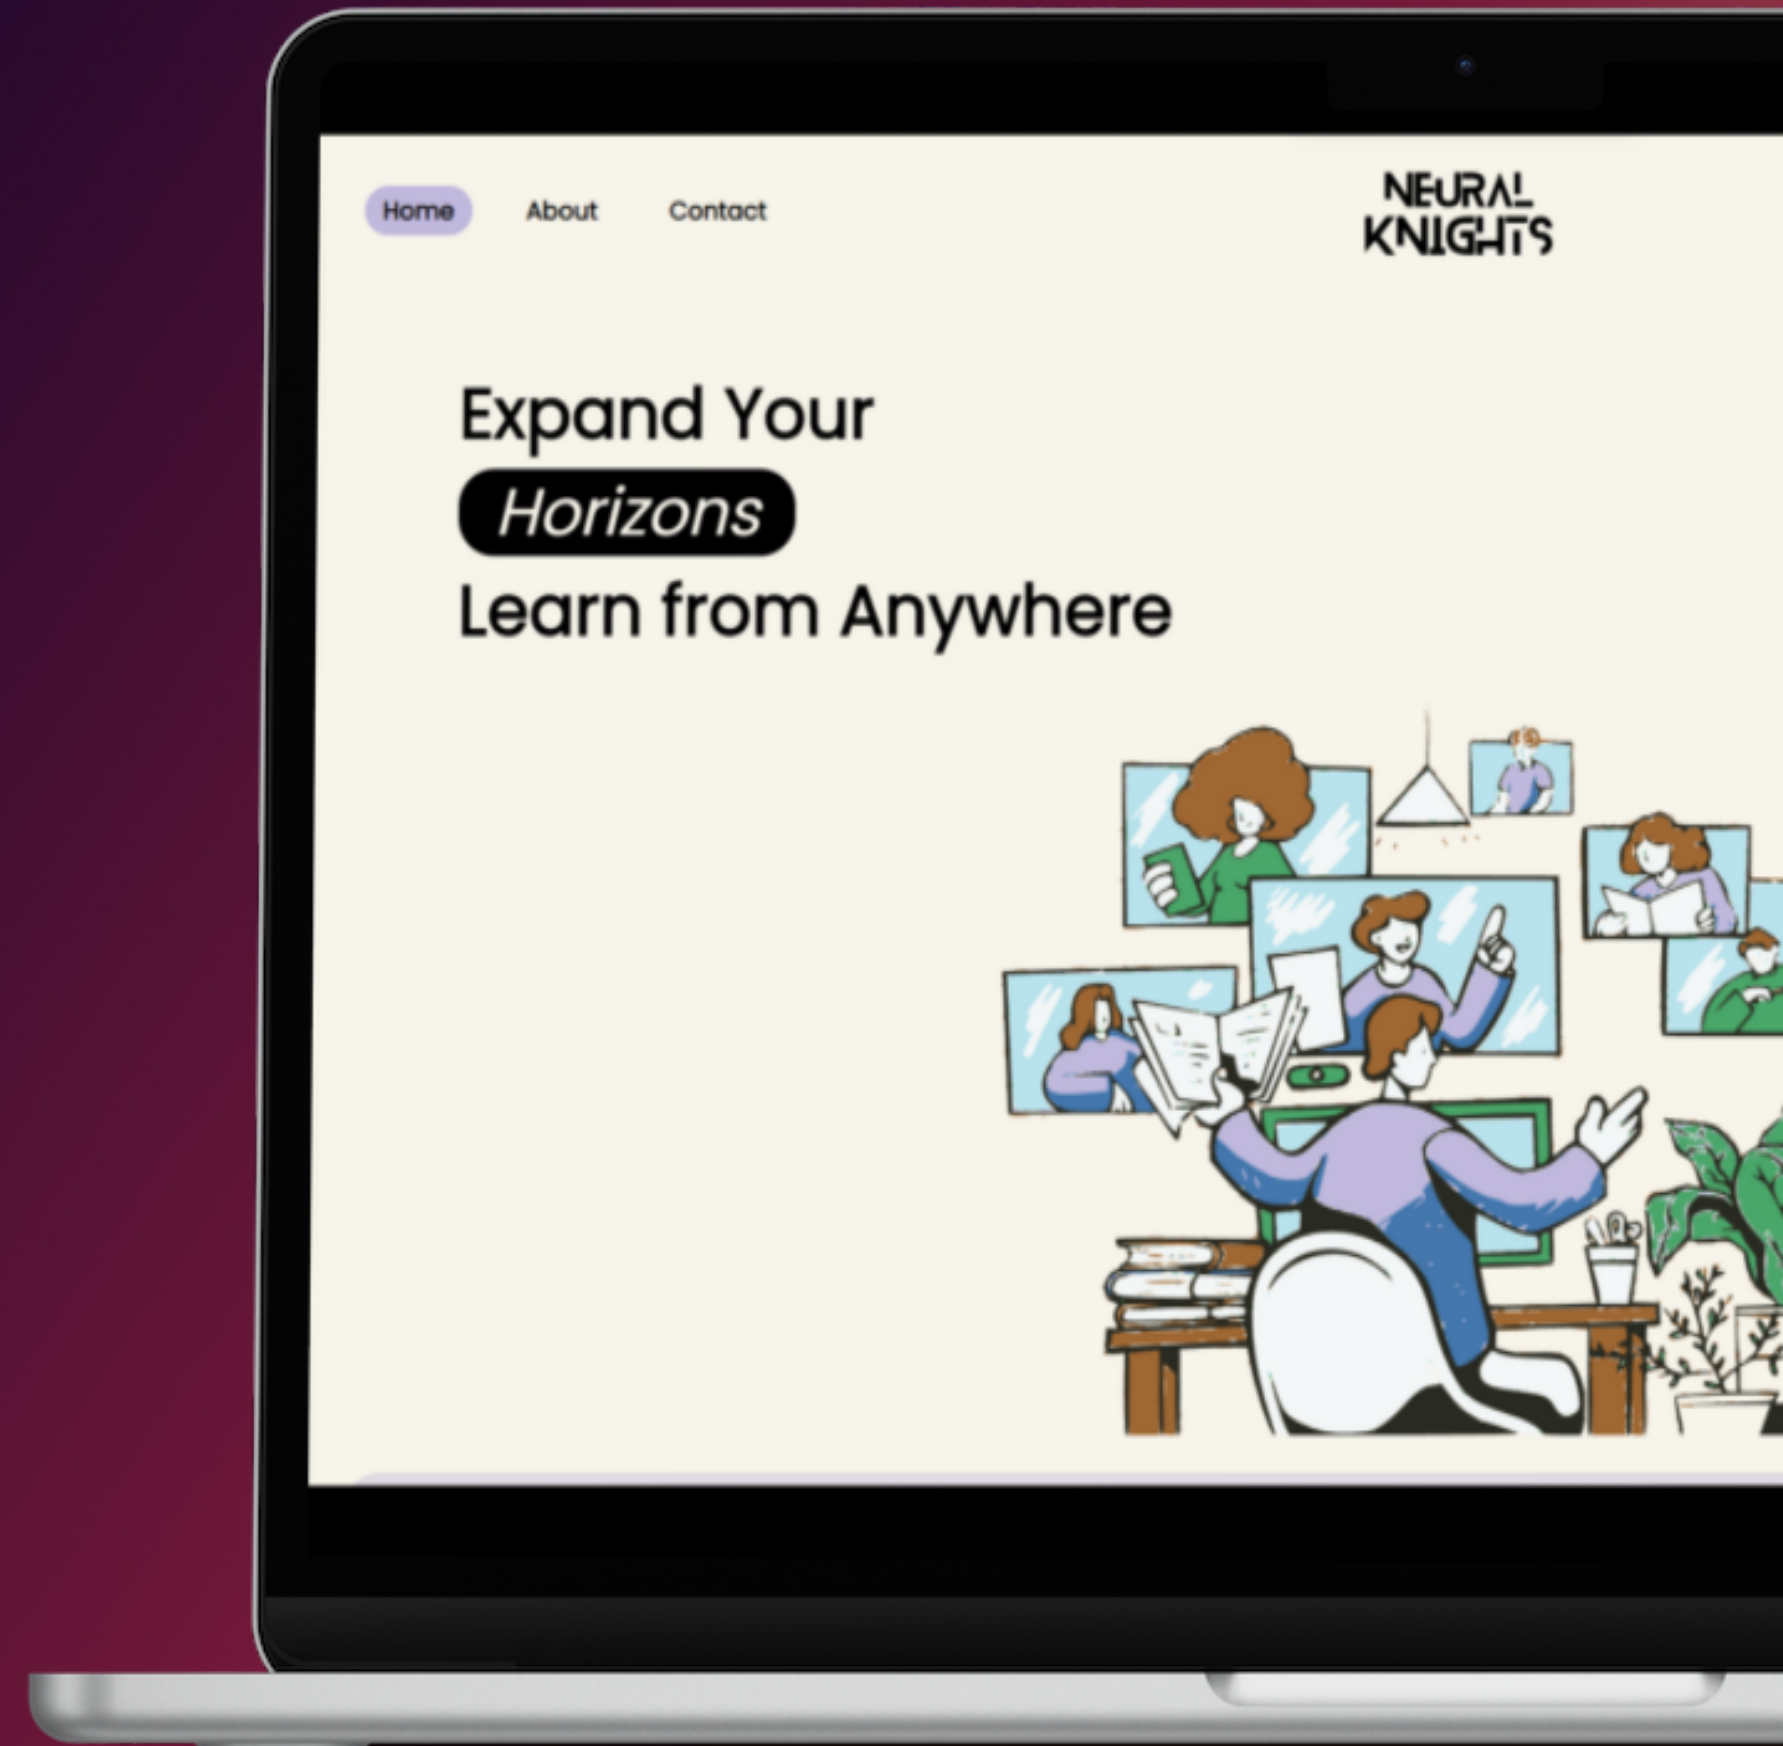 Home About Contact
NEURAL
KNIGHTS
Expand Your
Horizons
Learn from Anywhere